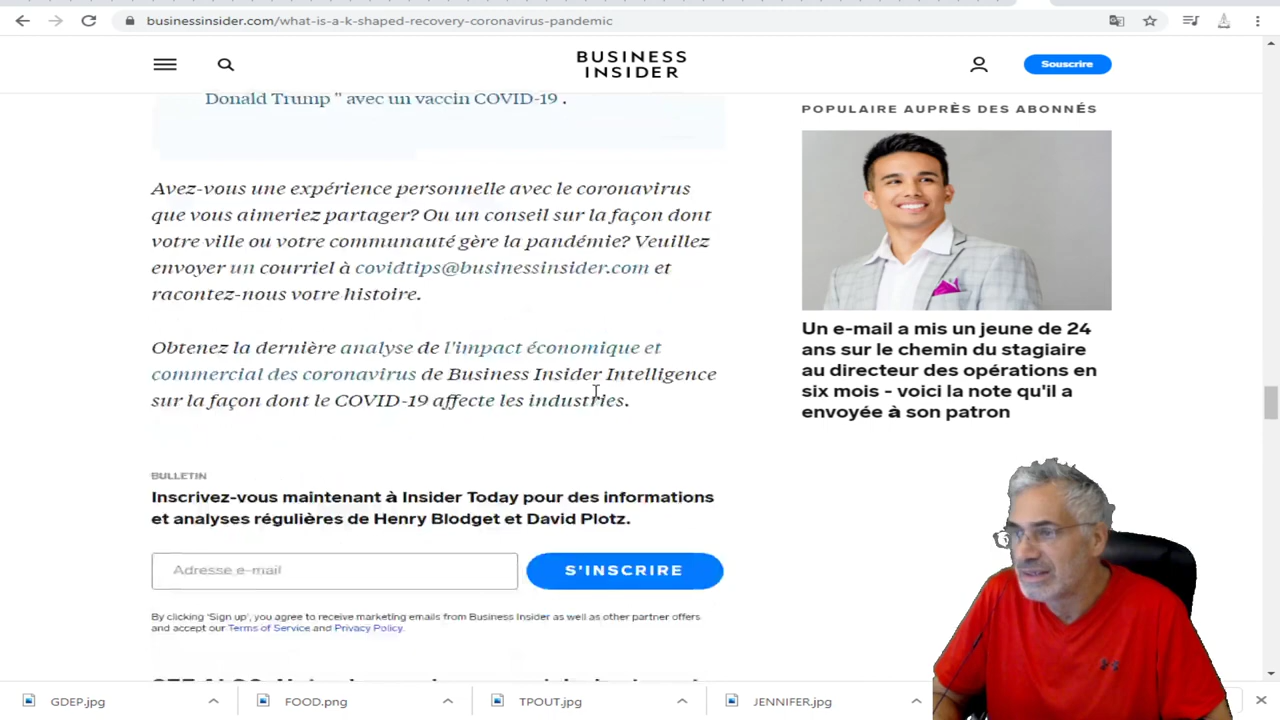 businessinsider.com/what-is-a-k-shaped-recovery-coronavirus-pandemic
BUSINESS
INSIDER
Souscrire
Donald Trump " avec un vaccin COVID-19 .
Avez-vous une expérience personnelle avec le coronavirus
que vous aimeriez partager? Ou un conseil sur la façon dont
votre ville ou votre communauté gère la pandémie? Veuillez
envoyer un courriel à covidtips@businessinsider.com et
racontez-nous votre histoire.
Obtenez la dernière analyse de l'impact économique et
commercial des coronavirus de Business Insider Intelligence
sur la façon dont le COVID-19 affecte les industries.
BULLETIN
Inscrivez-vous maintenant à Insider Today pour des informations
et analyses régulières de Henry Blodget et David Plotz.
Adresse e-mail
S'INSCRIRE
By clicking 'Sign up', you agree to receive marketing emails from Business Insider as well as other partner offers
and accept our Terms of Service and Privacy Policy.
POPULAIRE AUPRÈS DES ABONNÉS
Un e-mail a mis un jeune de 24
ans sur le chemin du stagiaire
au directeur des opérations en
six mois - voici la note qu'il a
envoyée à son patron
GDEP.jpg
FOOD.png
TPOUT.jpg
JENNIFER.jpg